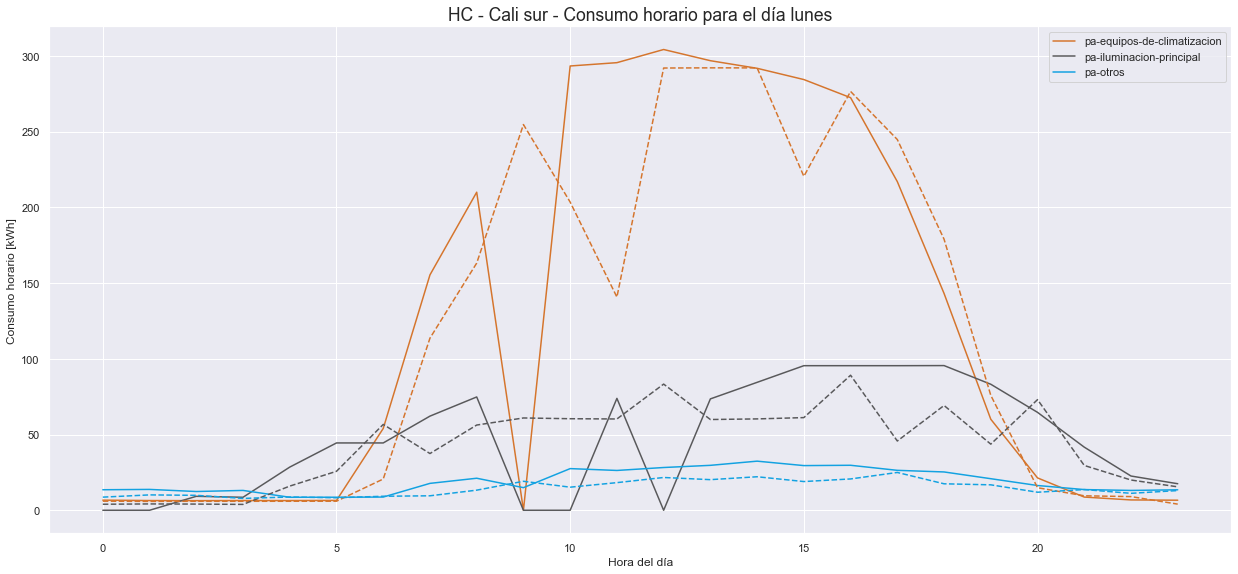 HC - Cali sur - Consumo horario para el día lunes
pa-equipos-de-climatizacion
pa-iluminacion-principal
pa-otros
Consumo horario [kWh]
300
250
200
150
100
50
0
0 5 10 15 20
Hora del día